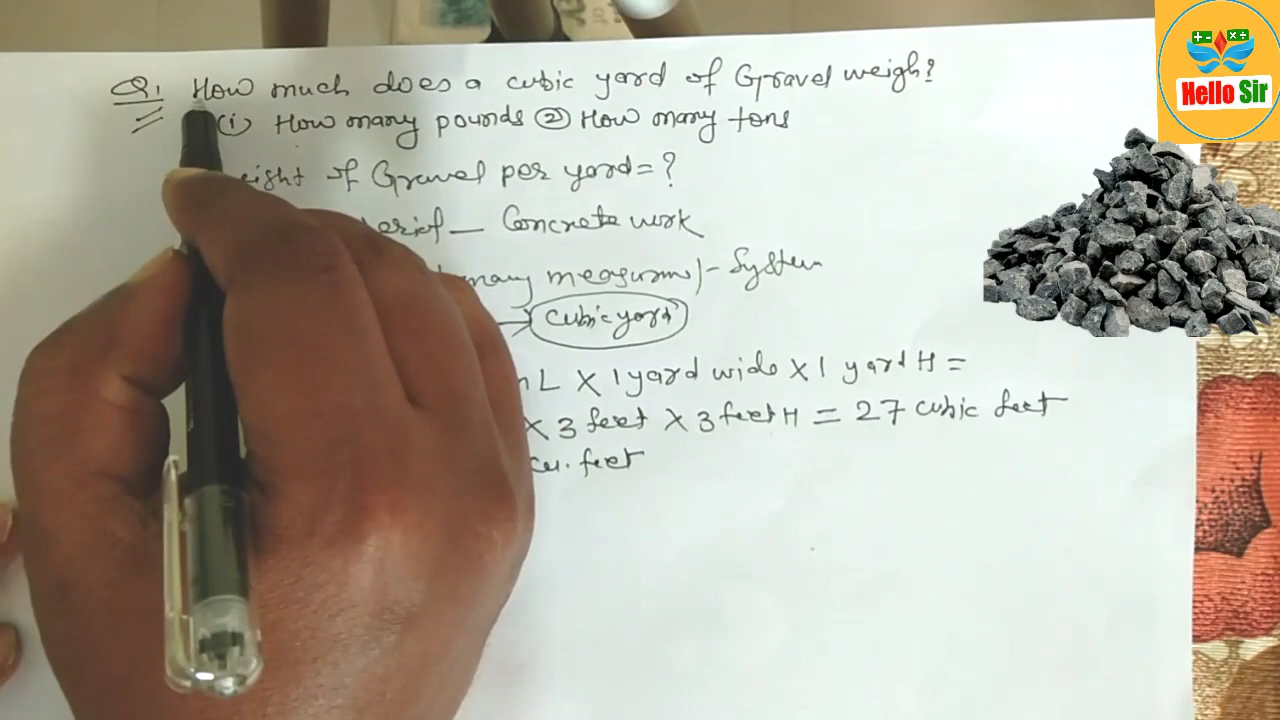 Q1 How much does a cubic yard of Gravel weigh?
(i) How many pounds ② How many tons
eight of Gravel per yard = ?
Concrete work
measurme)- System
→ cubic yard
L X 1 yard wide X 1 yard H =
X 3 feet X 3 feet H = 27 cubic feet
cu. feet
+ - × ÷
Hello Sir